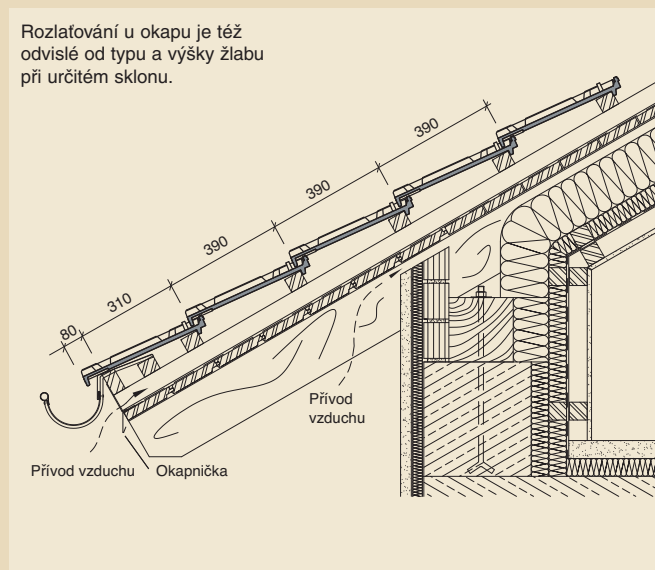 Rozlaťování u okapu je též
odvislé od typu a výšky žlabu
při určitém sklonu.
390
390
390
310
80
Přívod
vzduchu
Přívod vzduchu
Okapnička